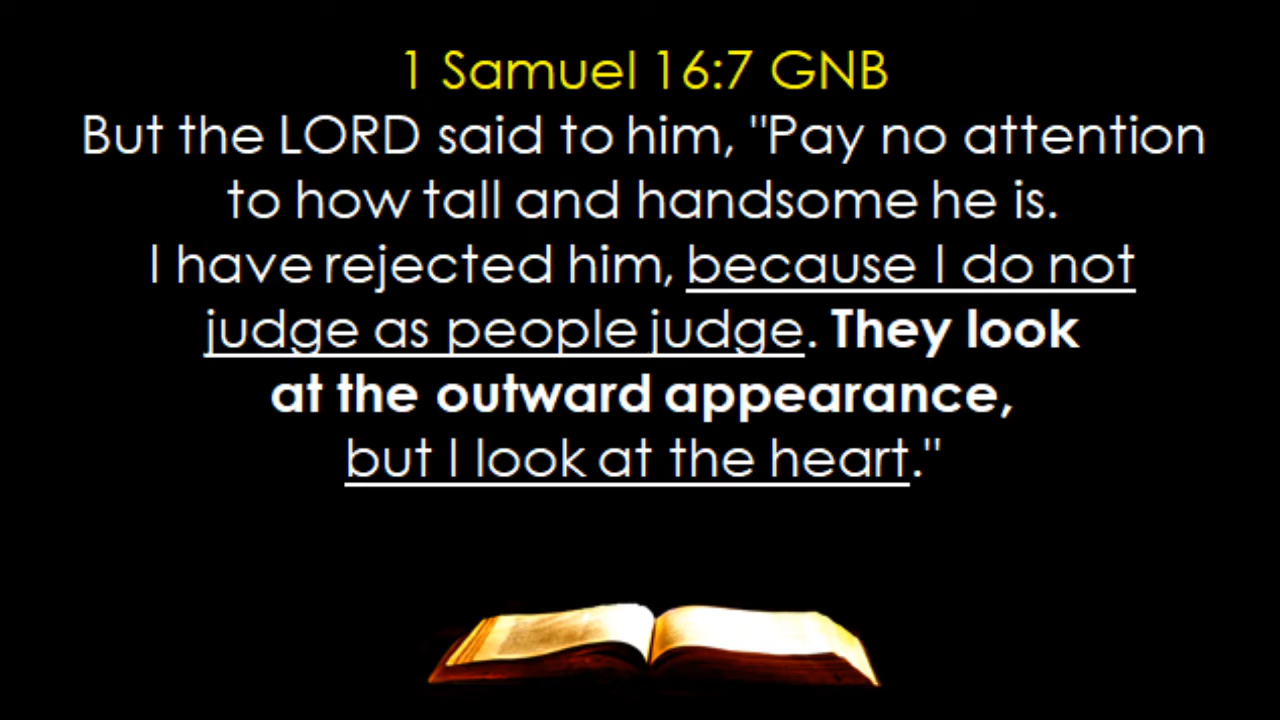 1 Samuel 16:7 GNB
But the LORD said to him, "Pay no attention
to how tall and handsome he is.
I have rejected him, because I do not
judge as people judge. They look
at the outward appearance,
but I look at the heart."